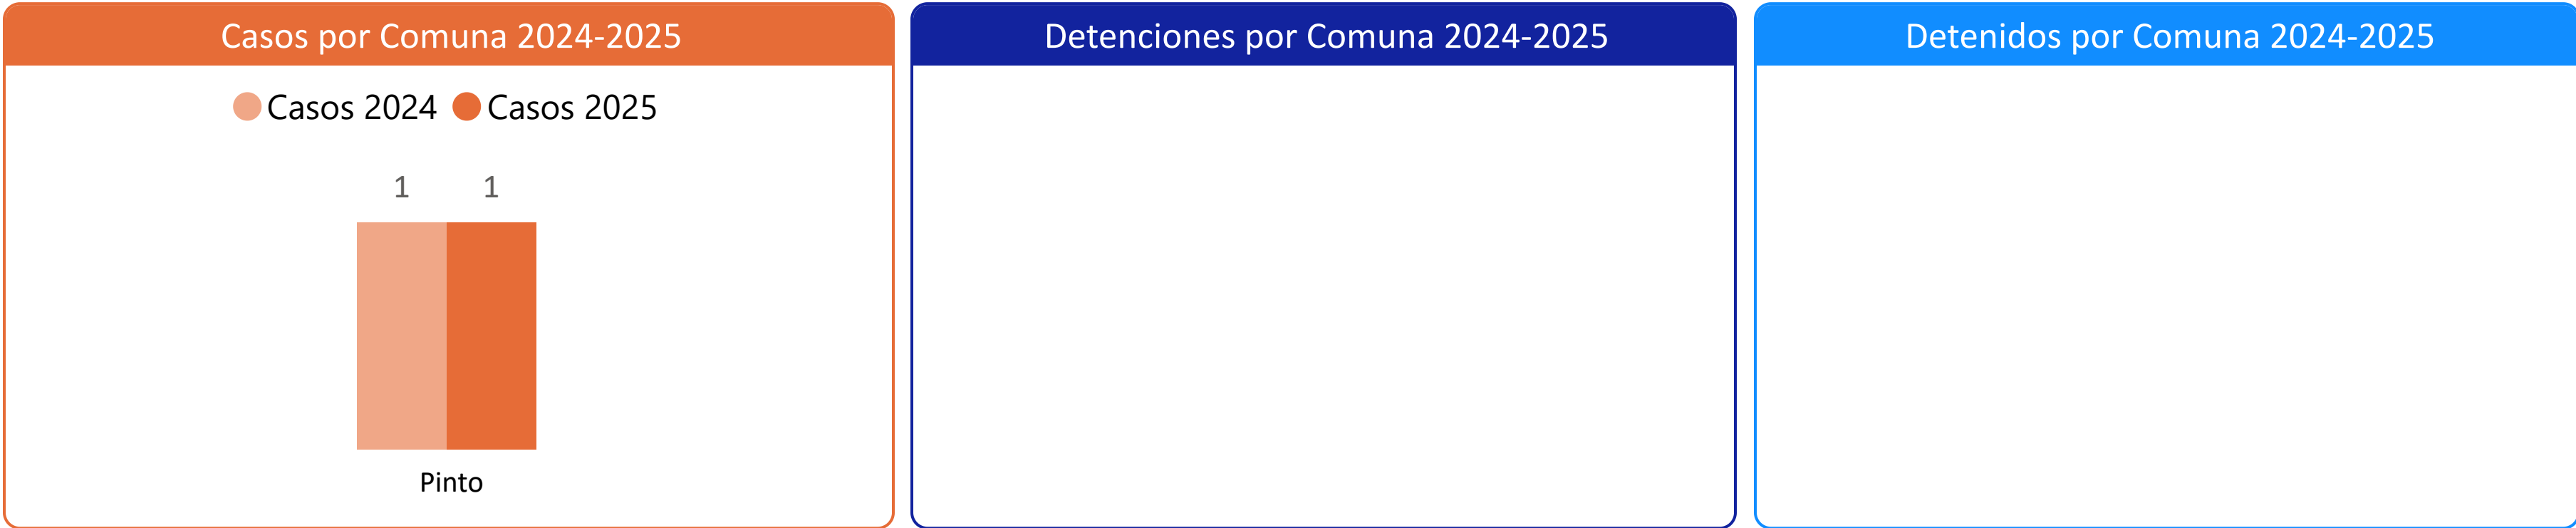 Casos por Comuna 2024-2025
Casos 2024 Casos 2025
1 1
Pinto
Detenciones por Comuna 2024-2025
Detenidos por Comuna 2024-2025